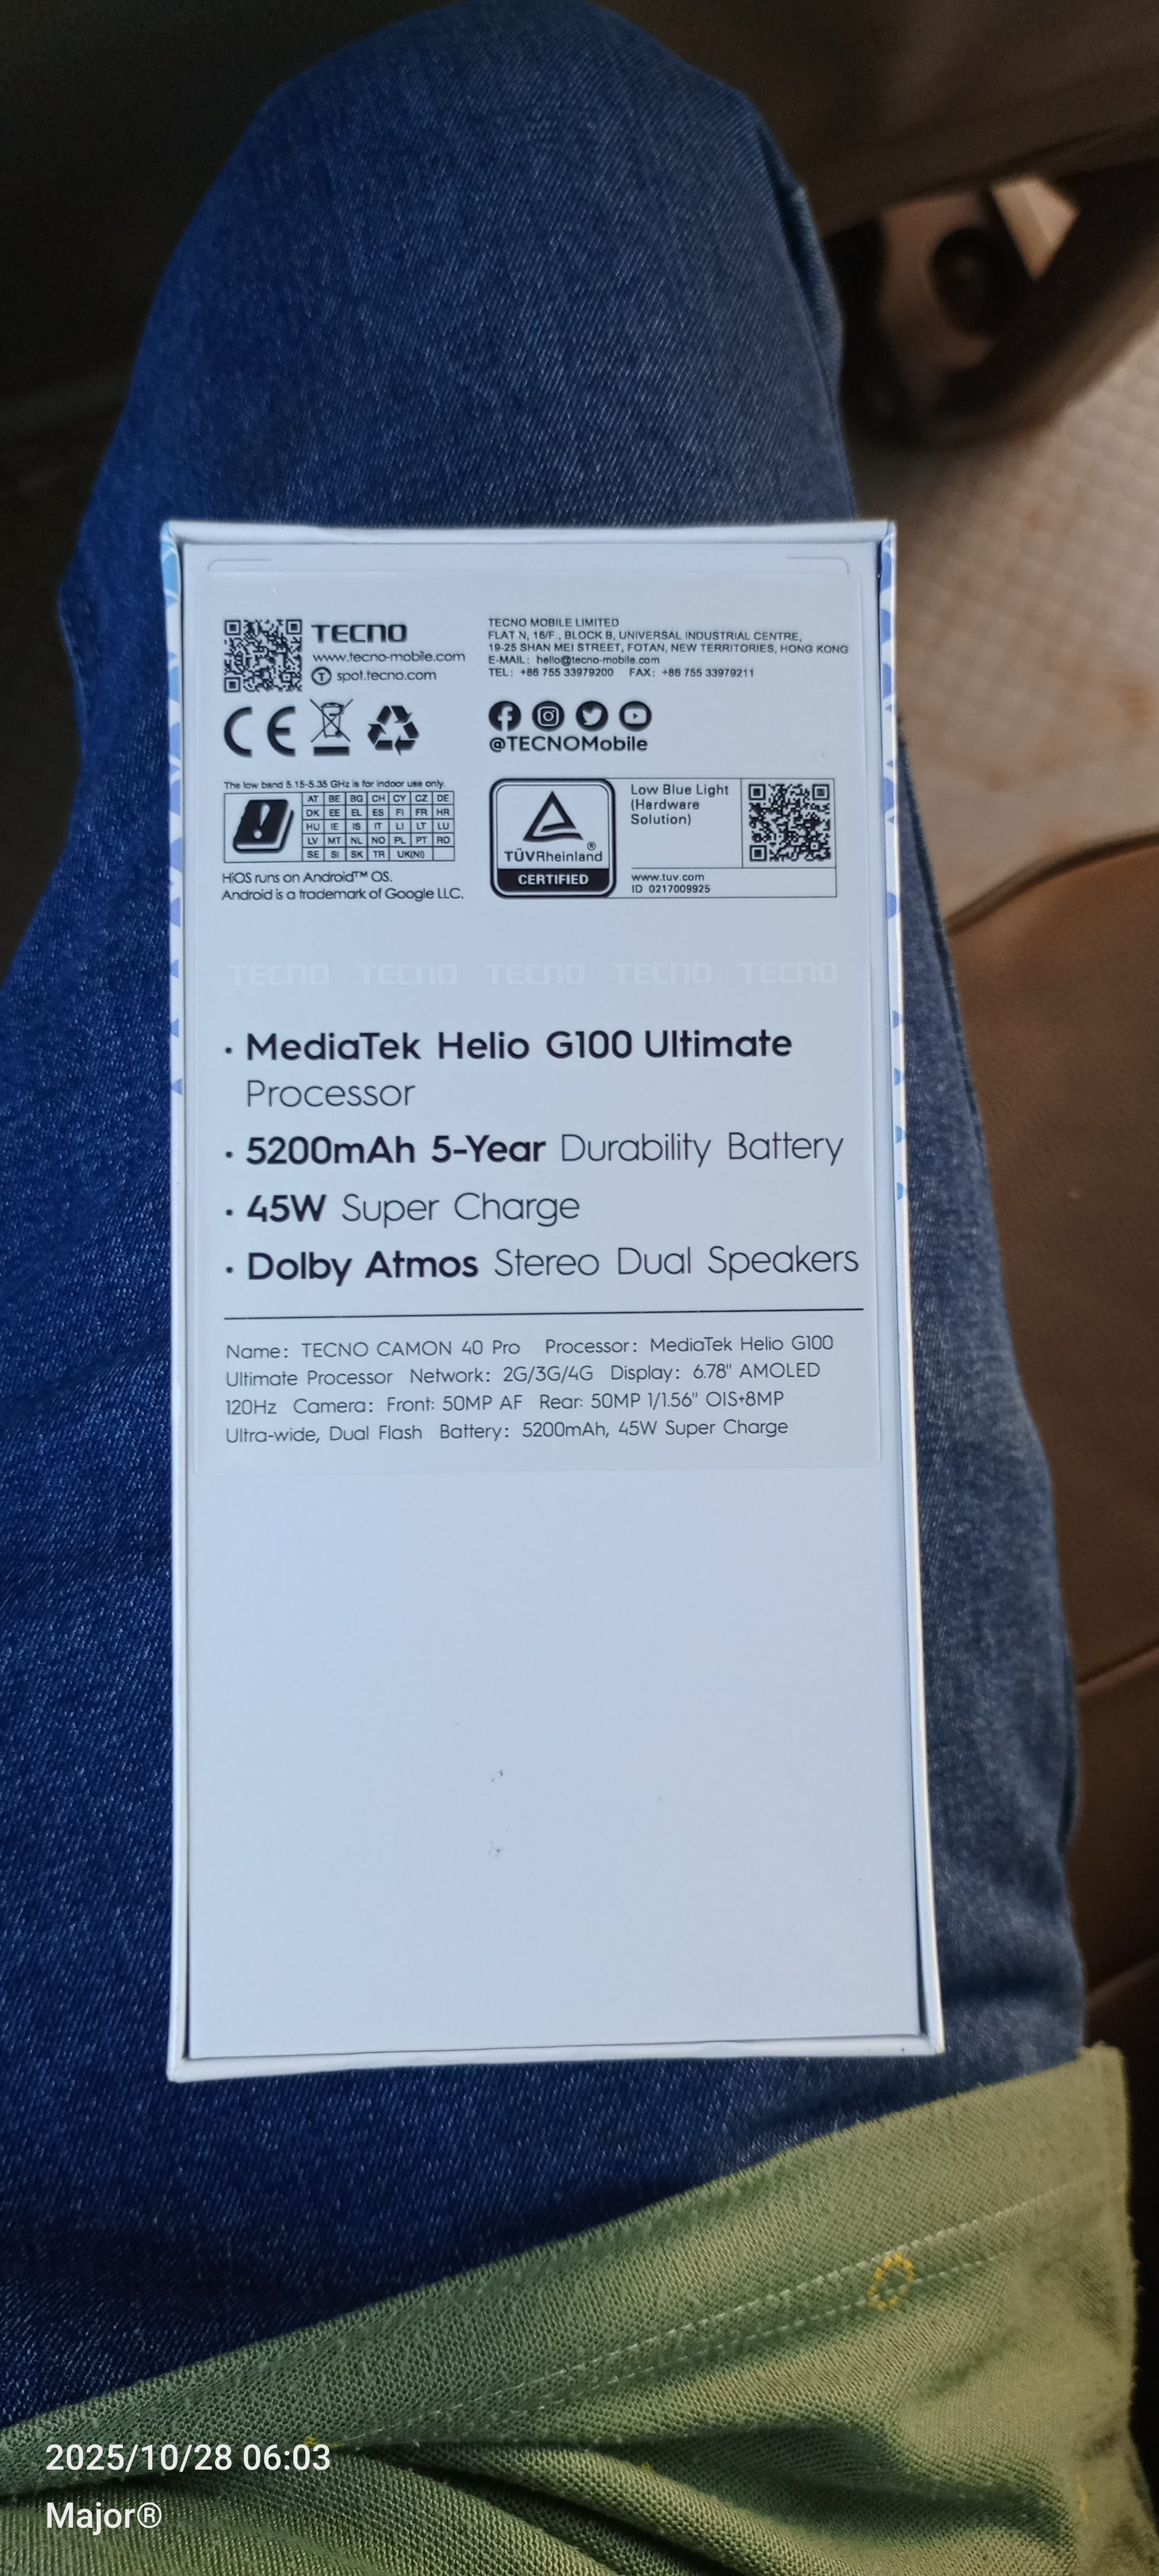 TECNO
www.tecno-mobile.com
spot.tecno.com
TECNO MOBILE LIMITED
FLAT N, 16/F., BLOCK B, UNIVERSAL INDUSTRIAL CENTRE,
19-25 SHAN MEI STREET, FOTAN, NEW TERRITORIES, HONG KONG
E-MAIL: hello@tecno-mobile.com
TEL: +86 755 33979200 FAX: +86 755 33979211
CE
@TECNOMobile
The low band 5.15-5.35 GHz is for indoor use only.
AT BE BG CH CY CZ DE
DK EE EL ES FI FR HR
HU IE IS IT LI LT LU
LV MT NL NO PL PT RO
SE SI SK TR UK(NI)
HiOS runs on Android™ OS.
Android is a trademark of Google LLC.
TÜVRheinland®
CERTIFIED
Low Blue Light
(Hardware
Solution)
www.tuv.com
ID 0217009925
TECNO TECNO TECNO TECNO TECNO
• MediaTek Helio G100 Ultimate
Processor
• 5200mAh 5-Year Durability Battery
• 45W Super Charge
• Dolby Atmos Stereo Dual Speakers
Name: TECNO CAMON 40 Pro Processor: MediaTek Helio G100
Ultimate Processor Network: 2G/3G/4G Display: 6.78" AMOLED
120Hz Camera: Front: 50MP AF Rear: 50MP 1/1.56" OIS+8MP
Ultra-wide, Dual Flash Battery: 5200mAh, 45W Super Charge
2025/10/28 06:03
Major®